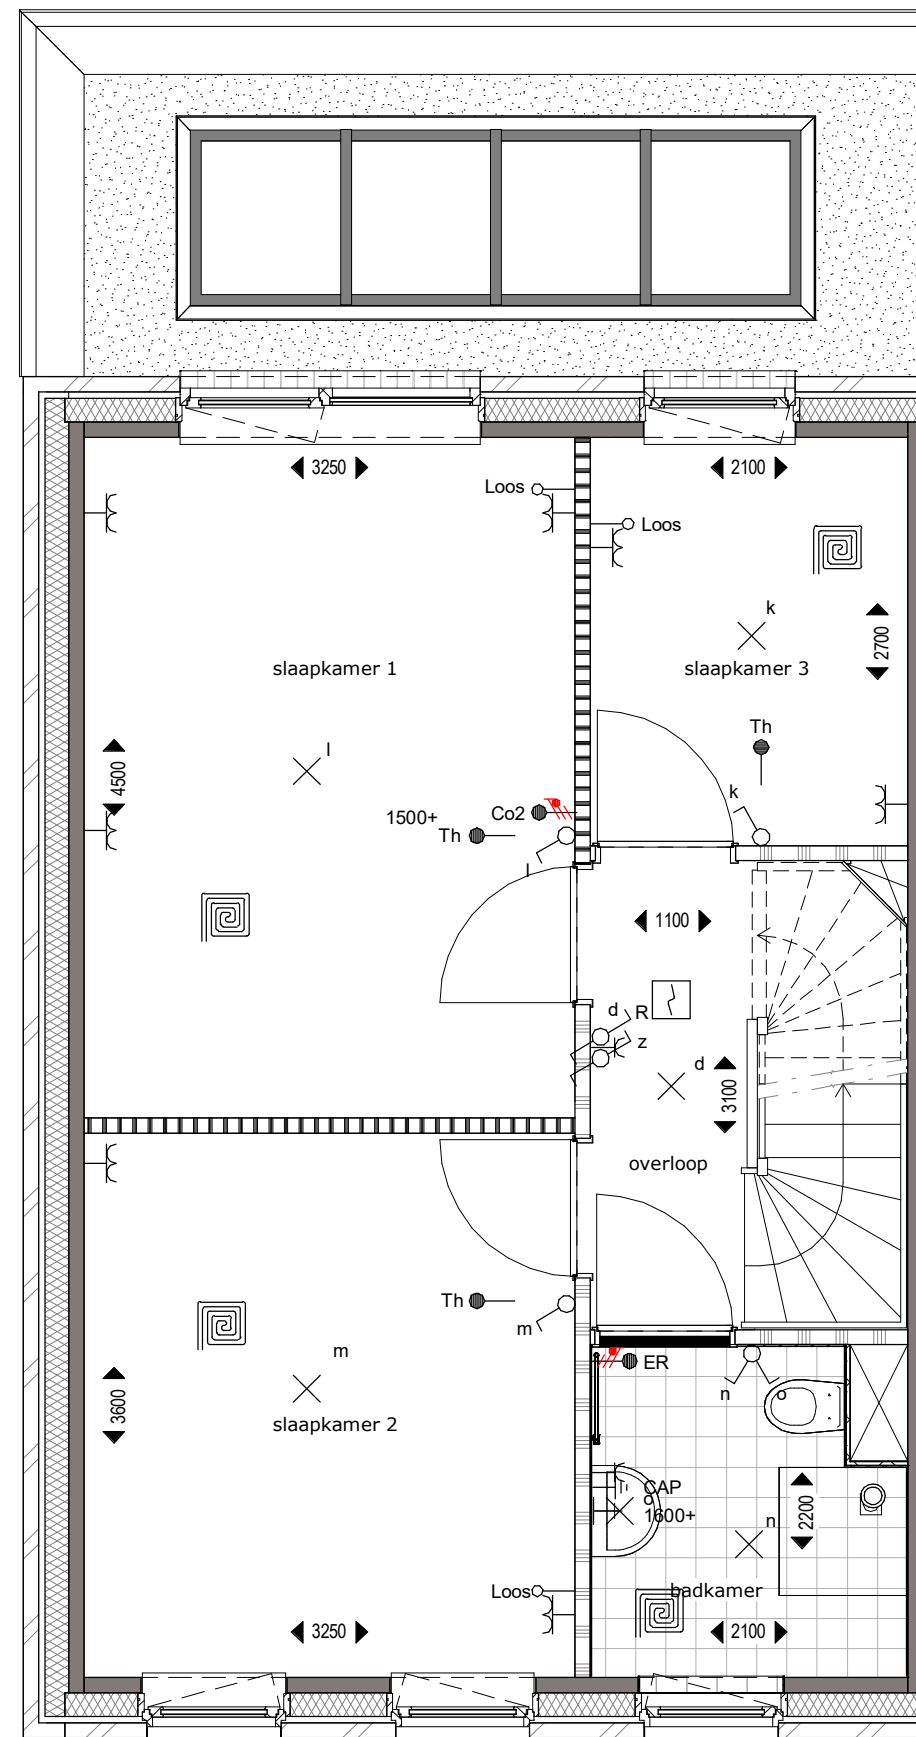 3250
2100
Loos
Loos
k
slaapkamer 1
slaapkamer 3
2700
Th
l
4500
k
1500+
Co2
Th
l
1100
d
R
z
d
3100
overloop
Th
m
m
ER
n
o
3600
slaapkamer 2
CAP
o
1600+
2200
n
Loos
badkamer
3250
2100